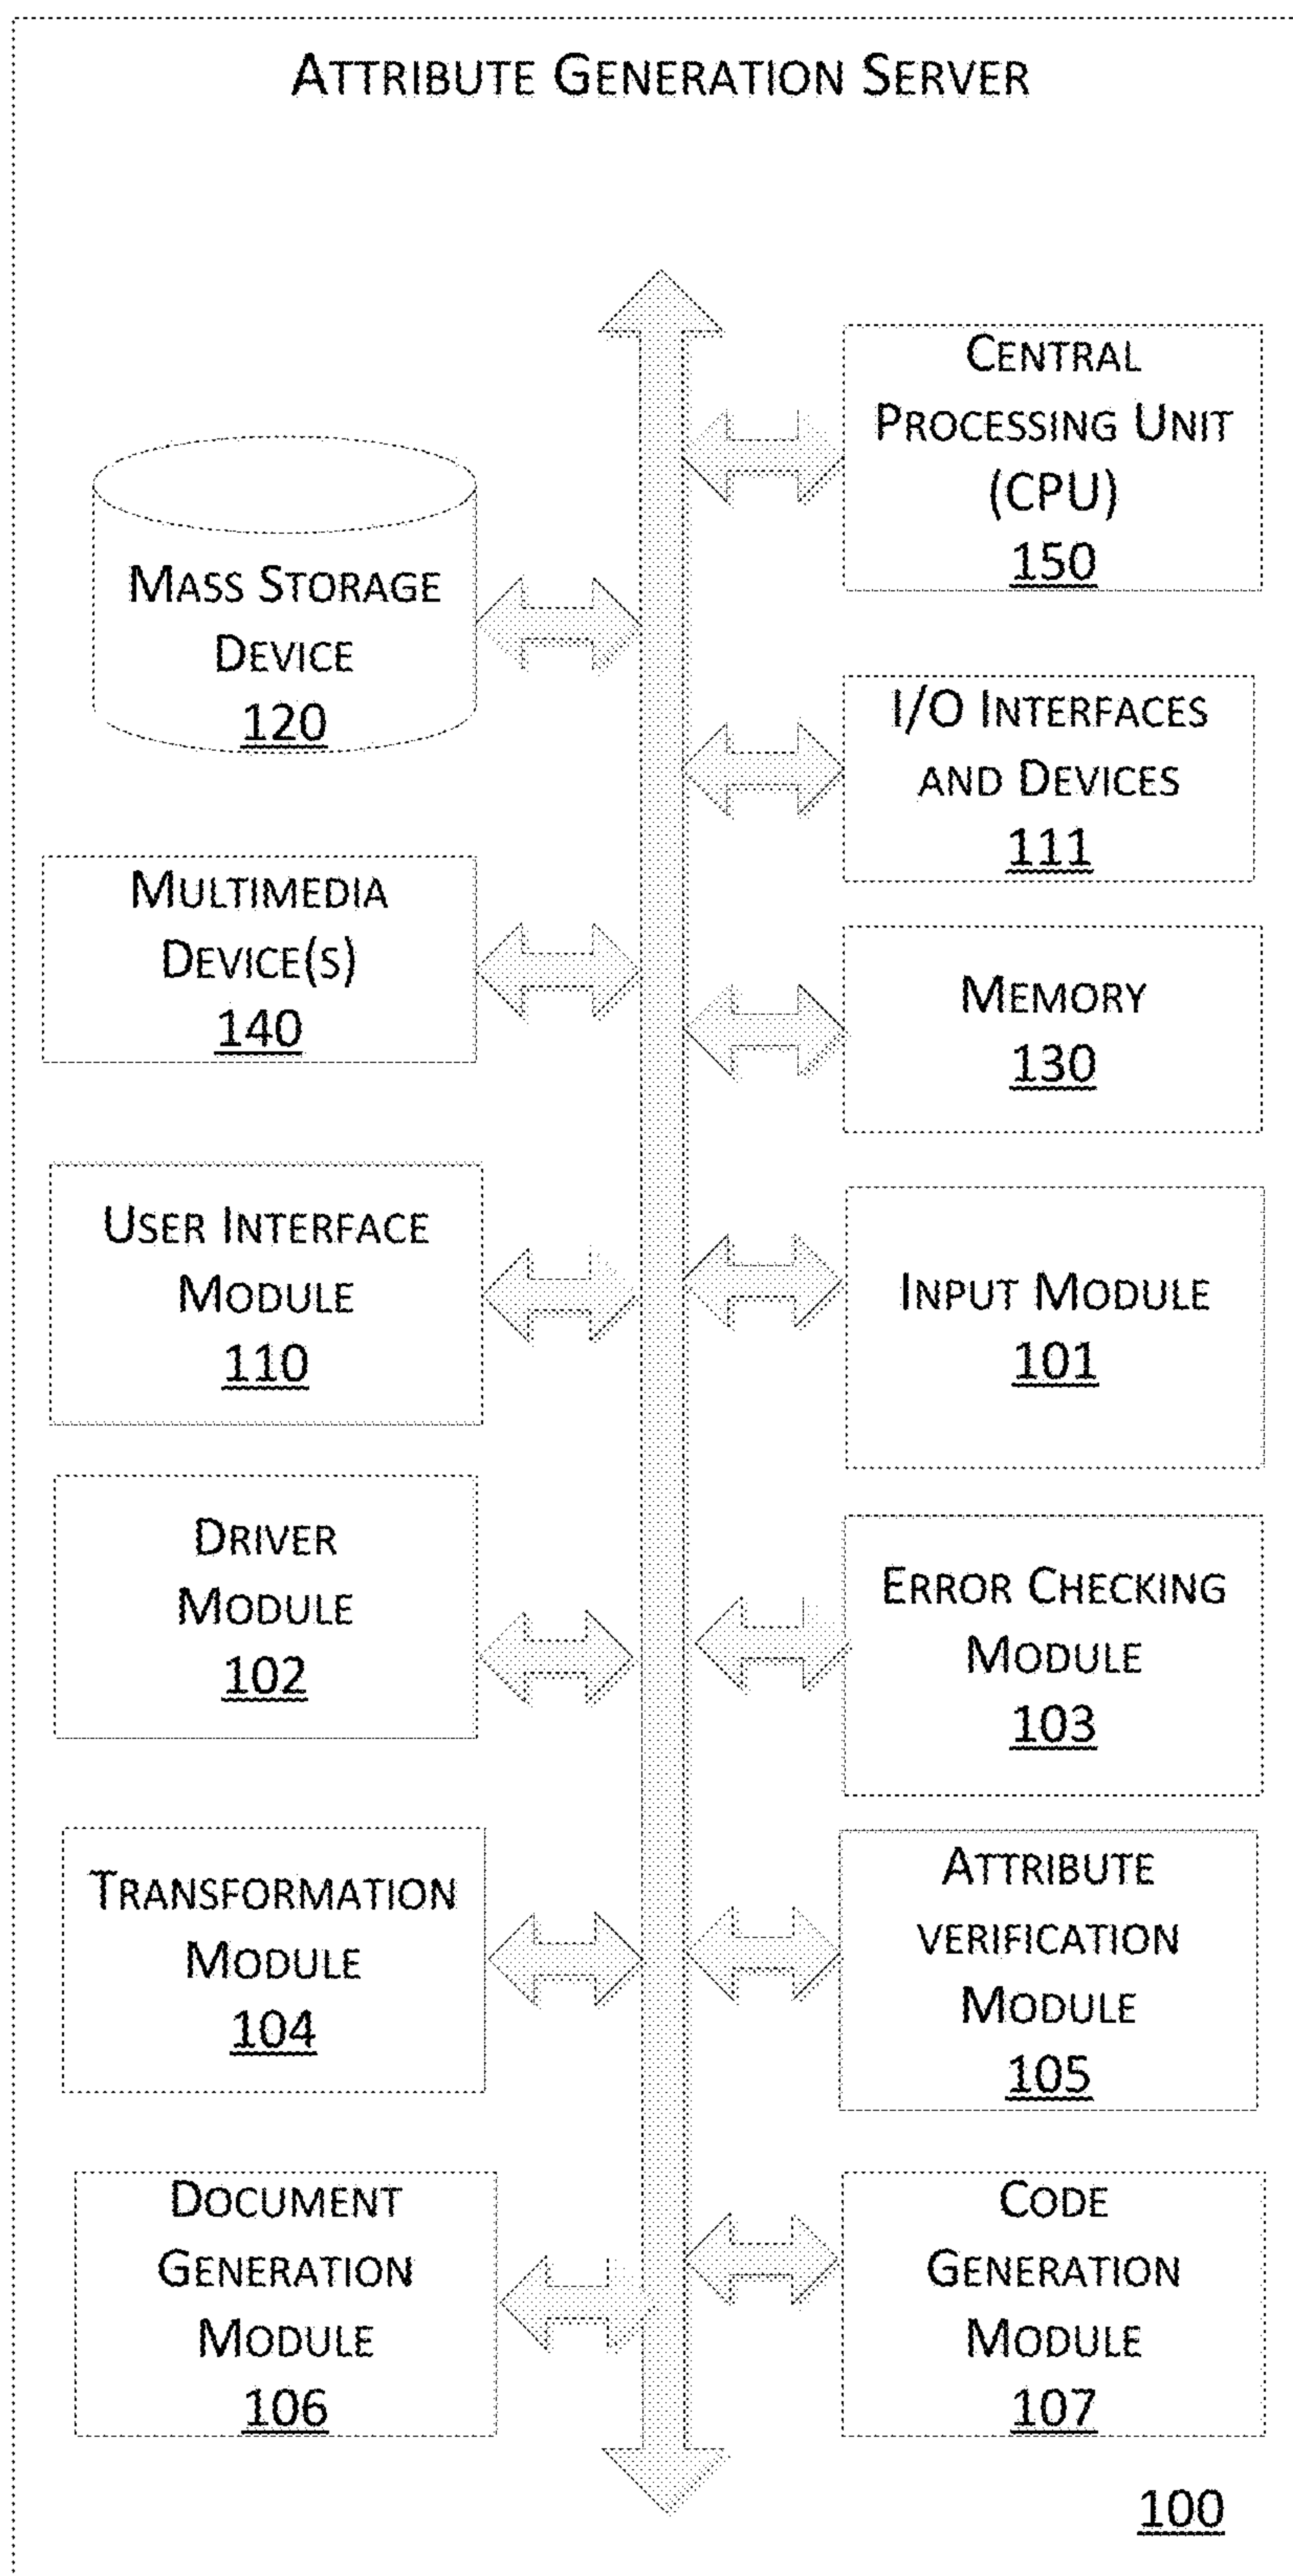 ATTRIBUTE GENERATION SERVER
CENTRAL
PROCESSING UNIT
(CPU)
150
MASS STORAGE
DEVICE
120
I/O INTERFACES
AND DEVICES
111
MULTIMEDIA
DEVICE(S)
140
MEMORY
130
USER INTERFACE
MODULE
110
INPUT MODULE
101
DRIVER
MODULE
102
ERROR CHECKING
MODULE
103
TRANSFORMATION
MODULE
104
ATTRIBUTE
VERIFICATION
MODULE
105
DOCUMENT
GENERATION
MODULE
106
CODE
GENERATION
MODULE
107
100